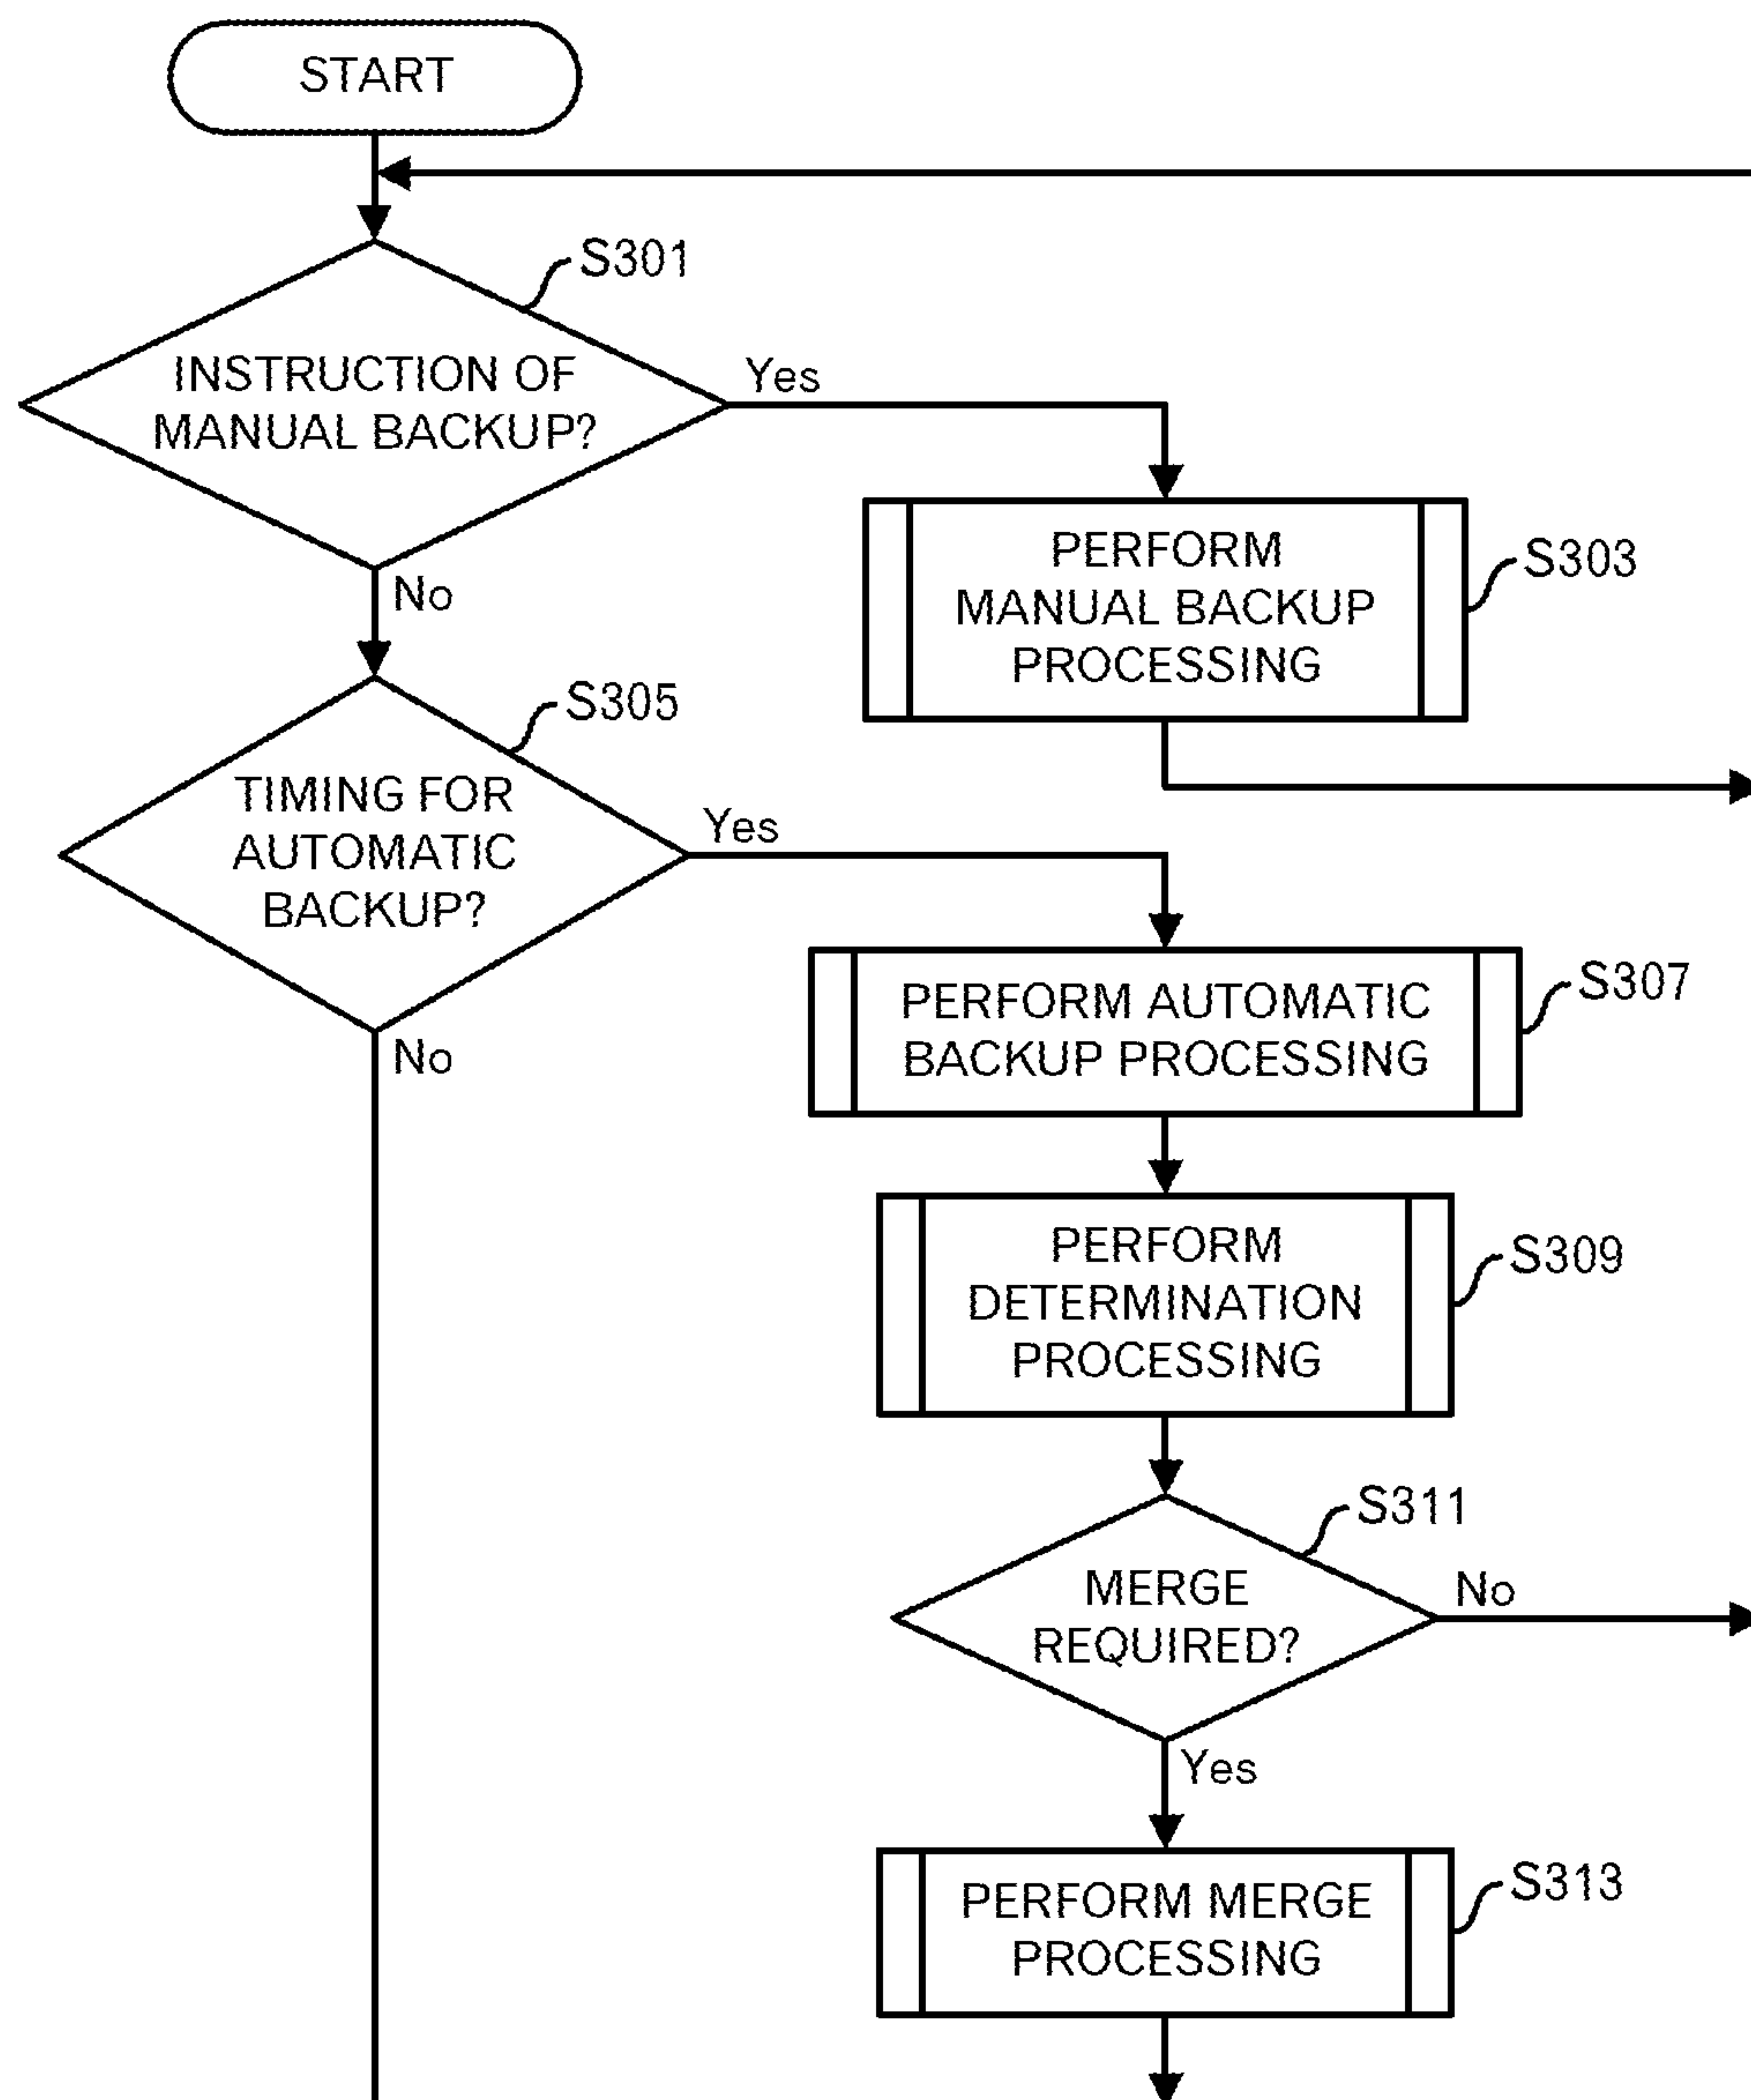 START
S301
INSTRUCTION OF
MANUAL BACKUP?
Yes
No
PERFORM
MANUAL BACKUP
PROCESSING
S303
S305
TIMING FOR
AUTOMATIC
BACKUP?
Yes
No
PERFORM AUTOMATIC
BACKUP PROCESSING
S307
PERFORM
DETERMINATION
PROCESSING
S309
S311
MERGE
REQUIRED?
No
Yes
PERFORM MERGE
PROCESSING
S313